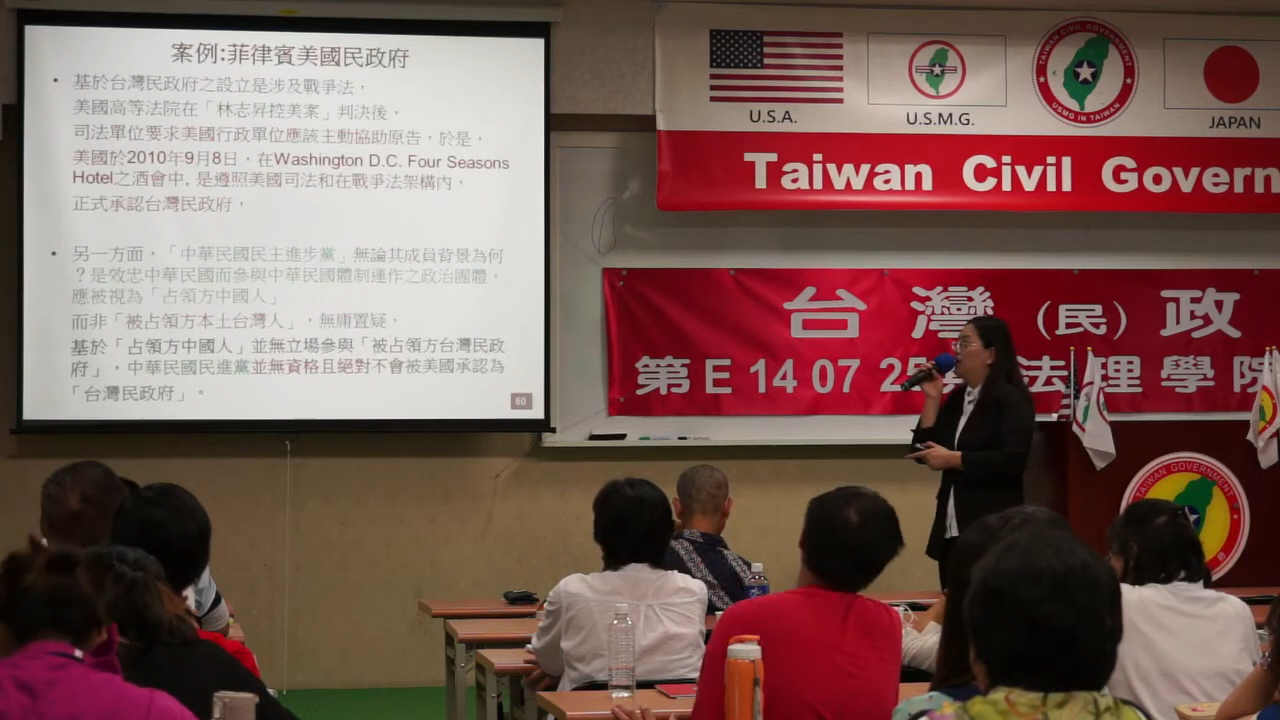 案例:菲律賓美國民政府
• 基於台灣民政府之設立是涉及戰爭法，
美國高等法院在「林志昇控美案」判決後，
司法單位要求美國行政單位應該主動協助原告，於是，
美國於2010年9月8日，在Washington D.C. Four Seasons
Hotel之酒會中, 是遵照美國司法和在戰爭法架構內，
正式承認台灣民政府，
• 另一方面，「中華民國民主進步黨」無論其成員背景為何
？是效忠中華民國而參與中華民國體制運作之政治團體，
應被視為「占領方中國人」
而非「被占領方本土台灣人」，無庸置疑，
基於「占領方中國人」並無立場參與「被占領方台灣民政
府」，中華民國民進黨並無資格且絕對不會被美國承認為
「台灣民政府」。
60
U.S.A.
U.S.M.G.
TAIWAN CIVIL GOVERNMENT
USMG IN TAIWAN
JAPAN
Taiwan Civil Govern
台灣（民）政
第E 14 07 25 法理學院
TAIWAN GOVERNMENT